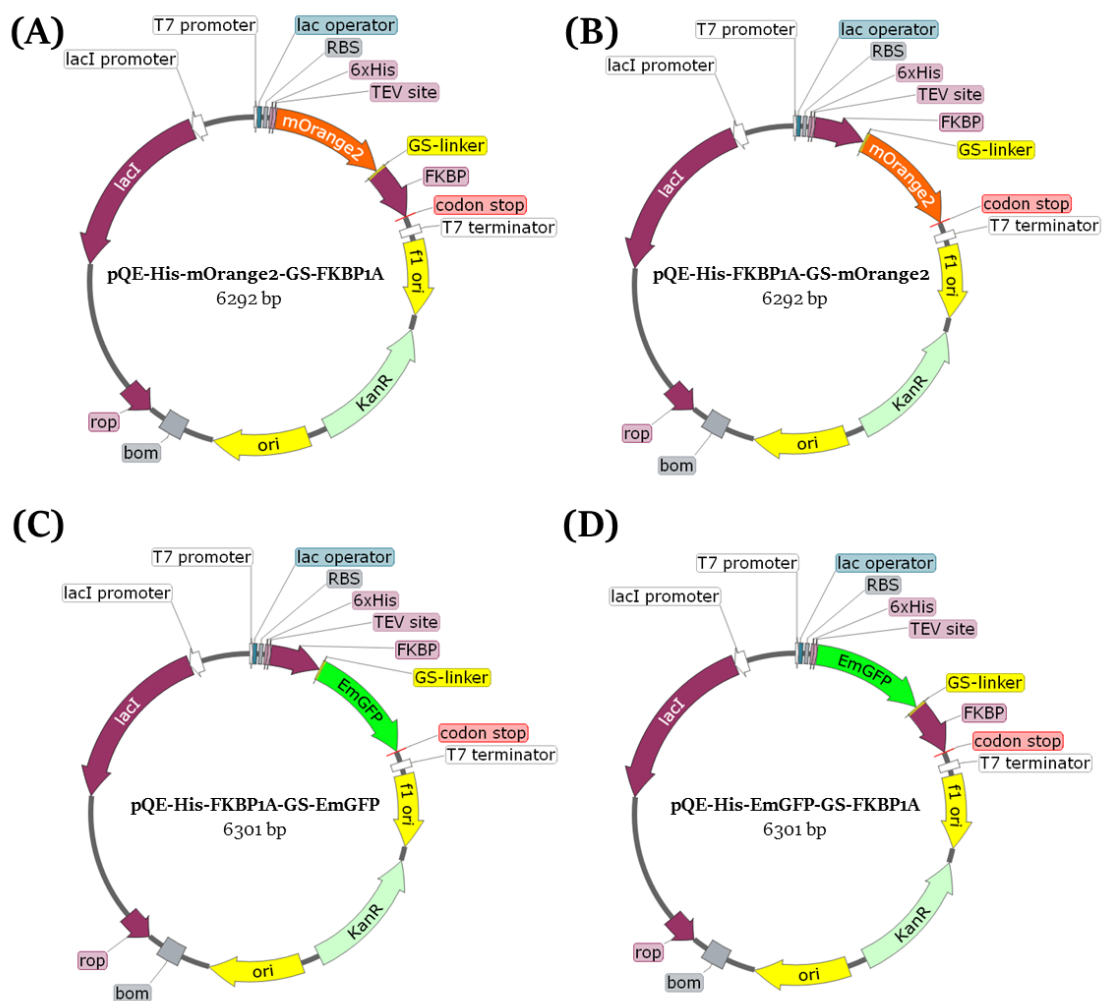 (A)
T7 promoter
lac operator
RBS
6xHis
TEV site
lacI promoter
mOrange2
GS-linker
FKBP
codon stop
T7 terminator
lacI
f1 ori
pQE-His-mOrange2-GS-FKBP1A
6292 bp
KanR
rop
bom
ori
(B)
T7 promoter
lac operator
RBS
6xHis
TEV site
FKBP
GS-linker
lacI promoter
mOrange2
codon stop
T7 terminator
lacI
f1 ori
pQE-His-FKBP1A-GS-mOrange2
6292 bp
KanR
rop
bom
ori
(C)
T7 promoter
lac operator
RBS
6xHis
TEV site
FKBP
GS-linker
lacI promoter
EmGFP
codon stop
T7 terminator
lacI
f1 ori
pQE-His-FKBP1A-GS-EmGFP
6301 bp
KanR
rop
bom
ori
(D)
T7 promoter
lac operator
RBS
6xHis
TEV site
lacI promoter
EmGFP
GS-linker
FKBP
codon stop
T7 terminator
lacI
f1 ori
pQE-His-EmGFP-GS-FKBP1A
6301 bp
KanR
rop
bom
ori